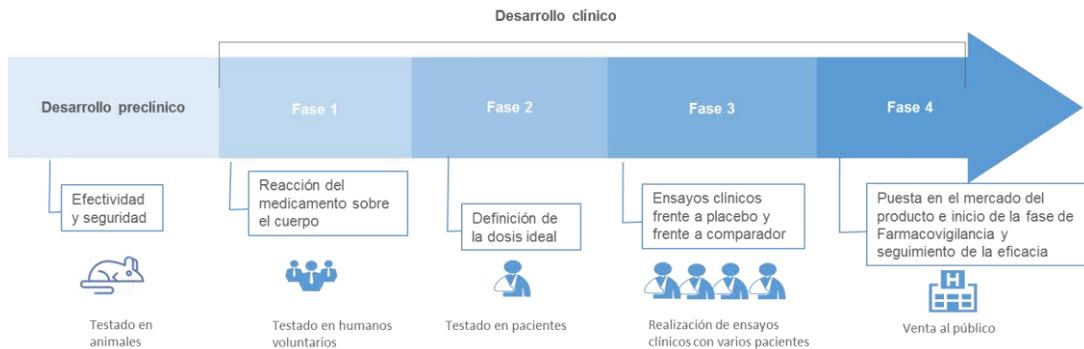 Desarrollo clínico
Desarrollo preclínico
Fase 1
Fase 2
Fase 3
Fase 4
Efectividad
y seguridad
Reacción del
medicamento sobre
el cuerpo
Definición de
la dosis ideal
Ensayos clínicos
frente a placebo y
frente a comparador
Puesta en el mercado del
producto e inicio de la fase de
Farmacovigilancia y
seguimiento de la eficacia
H
Testado en
animales
Testado en humanos
voluntarios
Testado en pacientes
Realización de ensayos
clínicos con varios pacientes
Venta al público